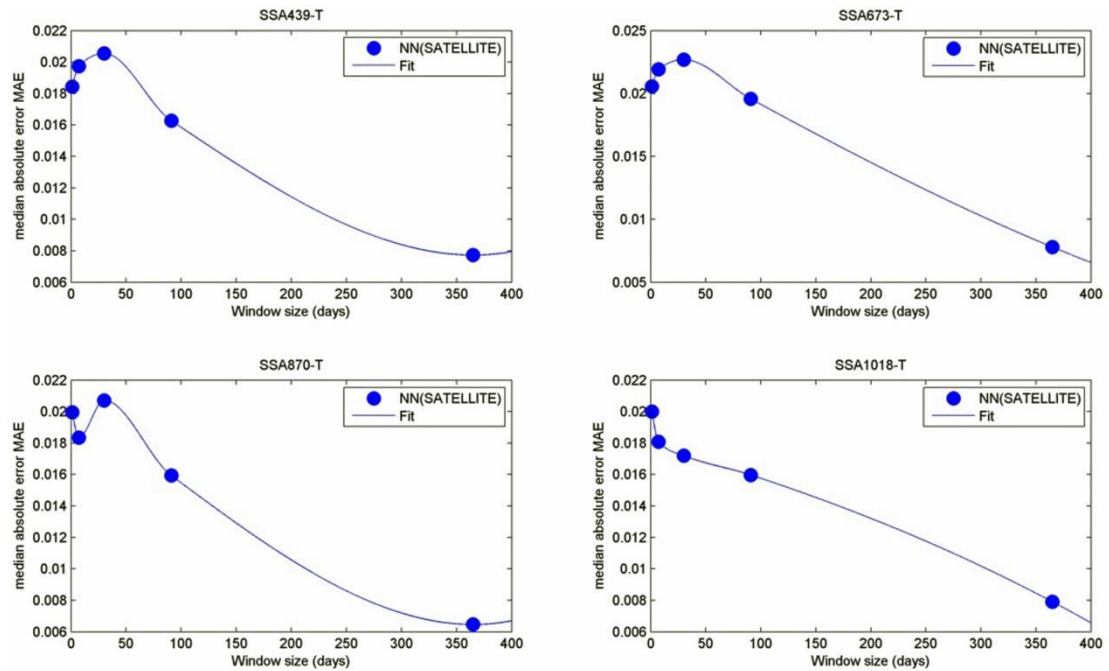 SSA439-T
median absolute error MAE
0.022
0.02
0.018
0.016
0.014
0.012
0.01
0.008
0.006
NN(SATELLITE)
Fit
0 50 100 150 200 250 300 350 400
Window size (days)
SSA673-T
median absolute error MAE
0.025
0.02
0.015
0.01
0.005
NN(SATELLITE)
Fit
0 50 100 150 200 250 300 350 400
Window size (days)
SSA870-T
median absolute error MAE
0.022
0.02
0.018
0.016
0.014
0.012
0.01
0.008
0.006
NN(SATELLITE)
Fit
0 50 100 150 200 250 300 350 400
Window size (days)
SSA1018-T
median absolute error MAE
0.022
0.02
0.018
0.016
0.014
0.012
0.01
0.008
0.006
NN(SATELLITE)
Fit
0 50 100 150 200 250 300 350 400
Window size (days)